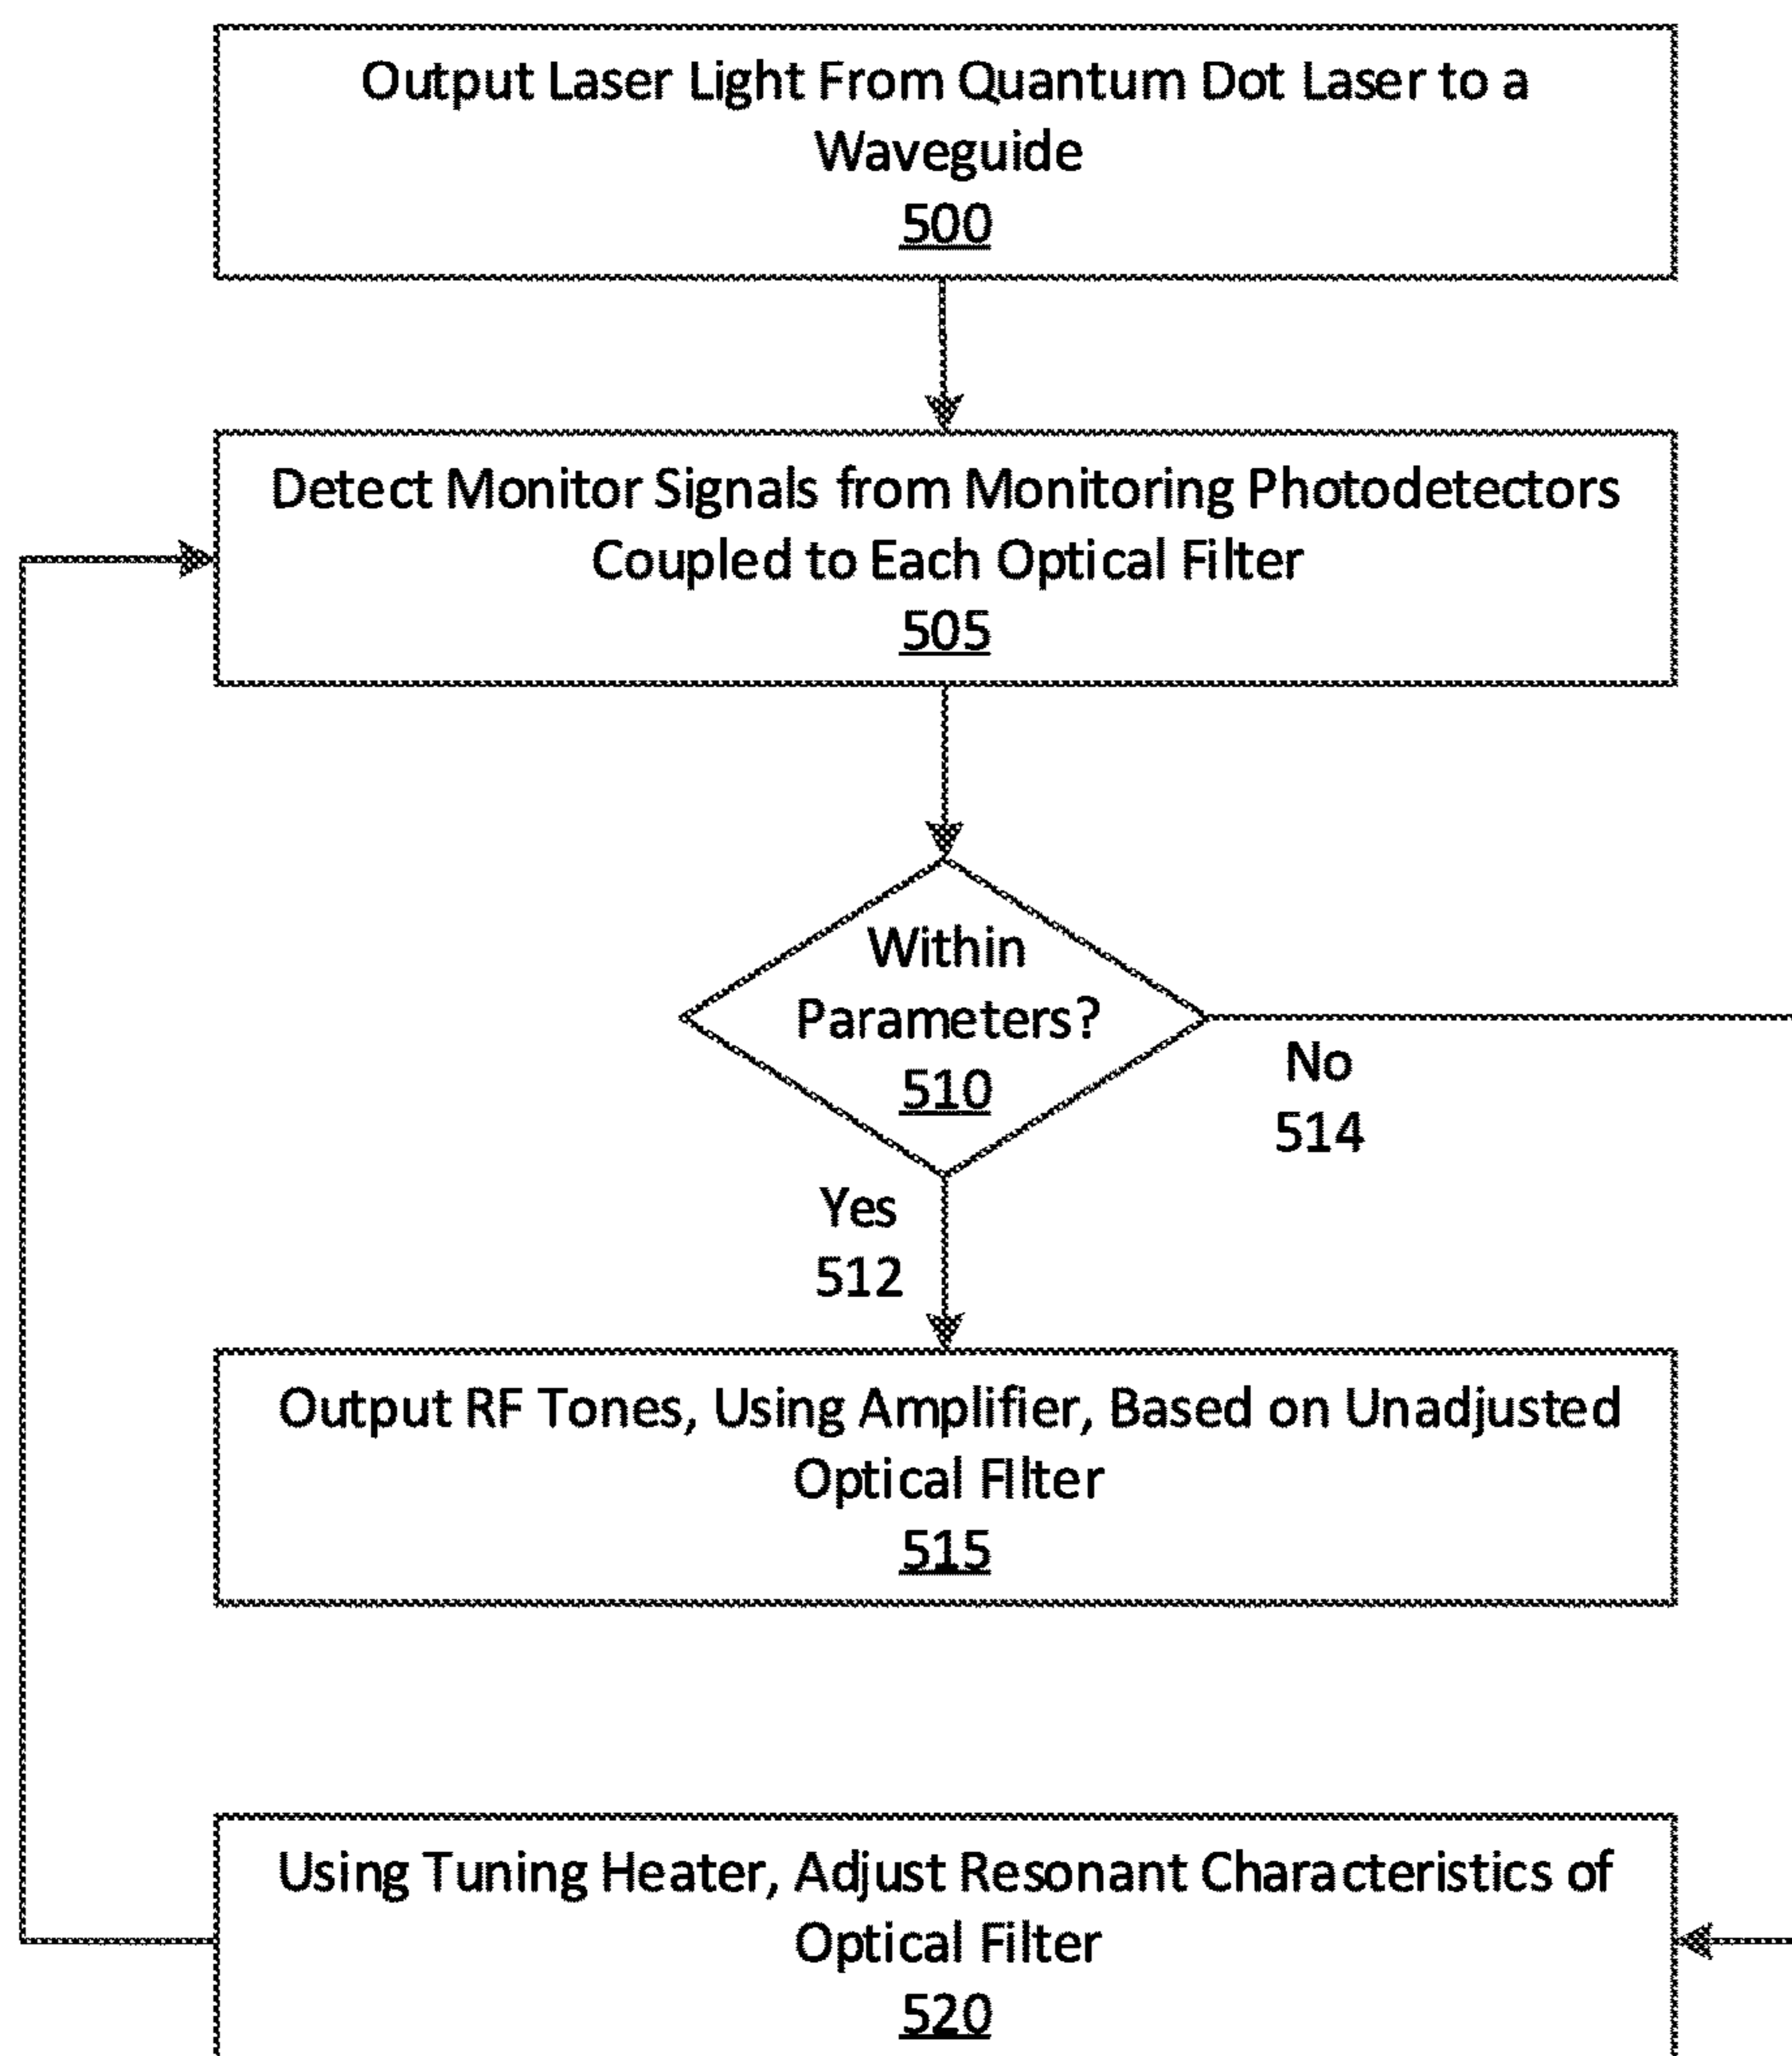 Output Laser Light From Quantum Dot Laser to a
Waveguide
500
Detect Monitor Signals from Monitoring Photodetectors
Coupled to Each Optical Filter
505
Within
Parameters?
510
No
514
Yes
512
Output RF Tones, Using Amplifier, Based on Unadjusted
Optical FIlter
515
Using Tuning Heater, Adjust Resonant Characteristics of
Optical Filter
520